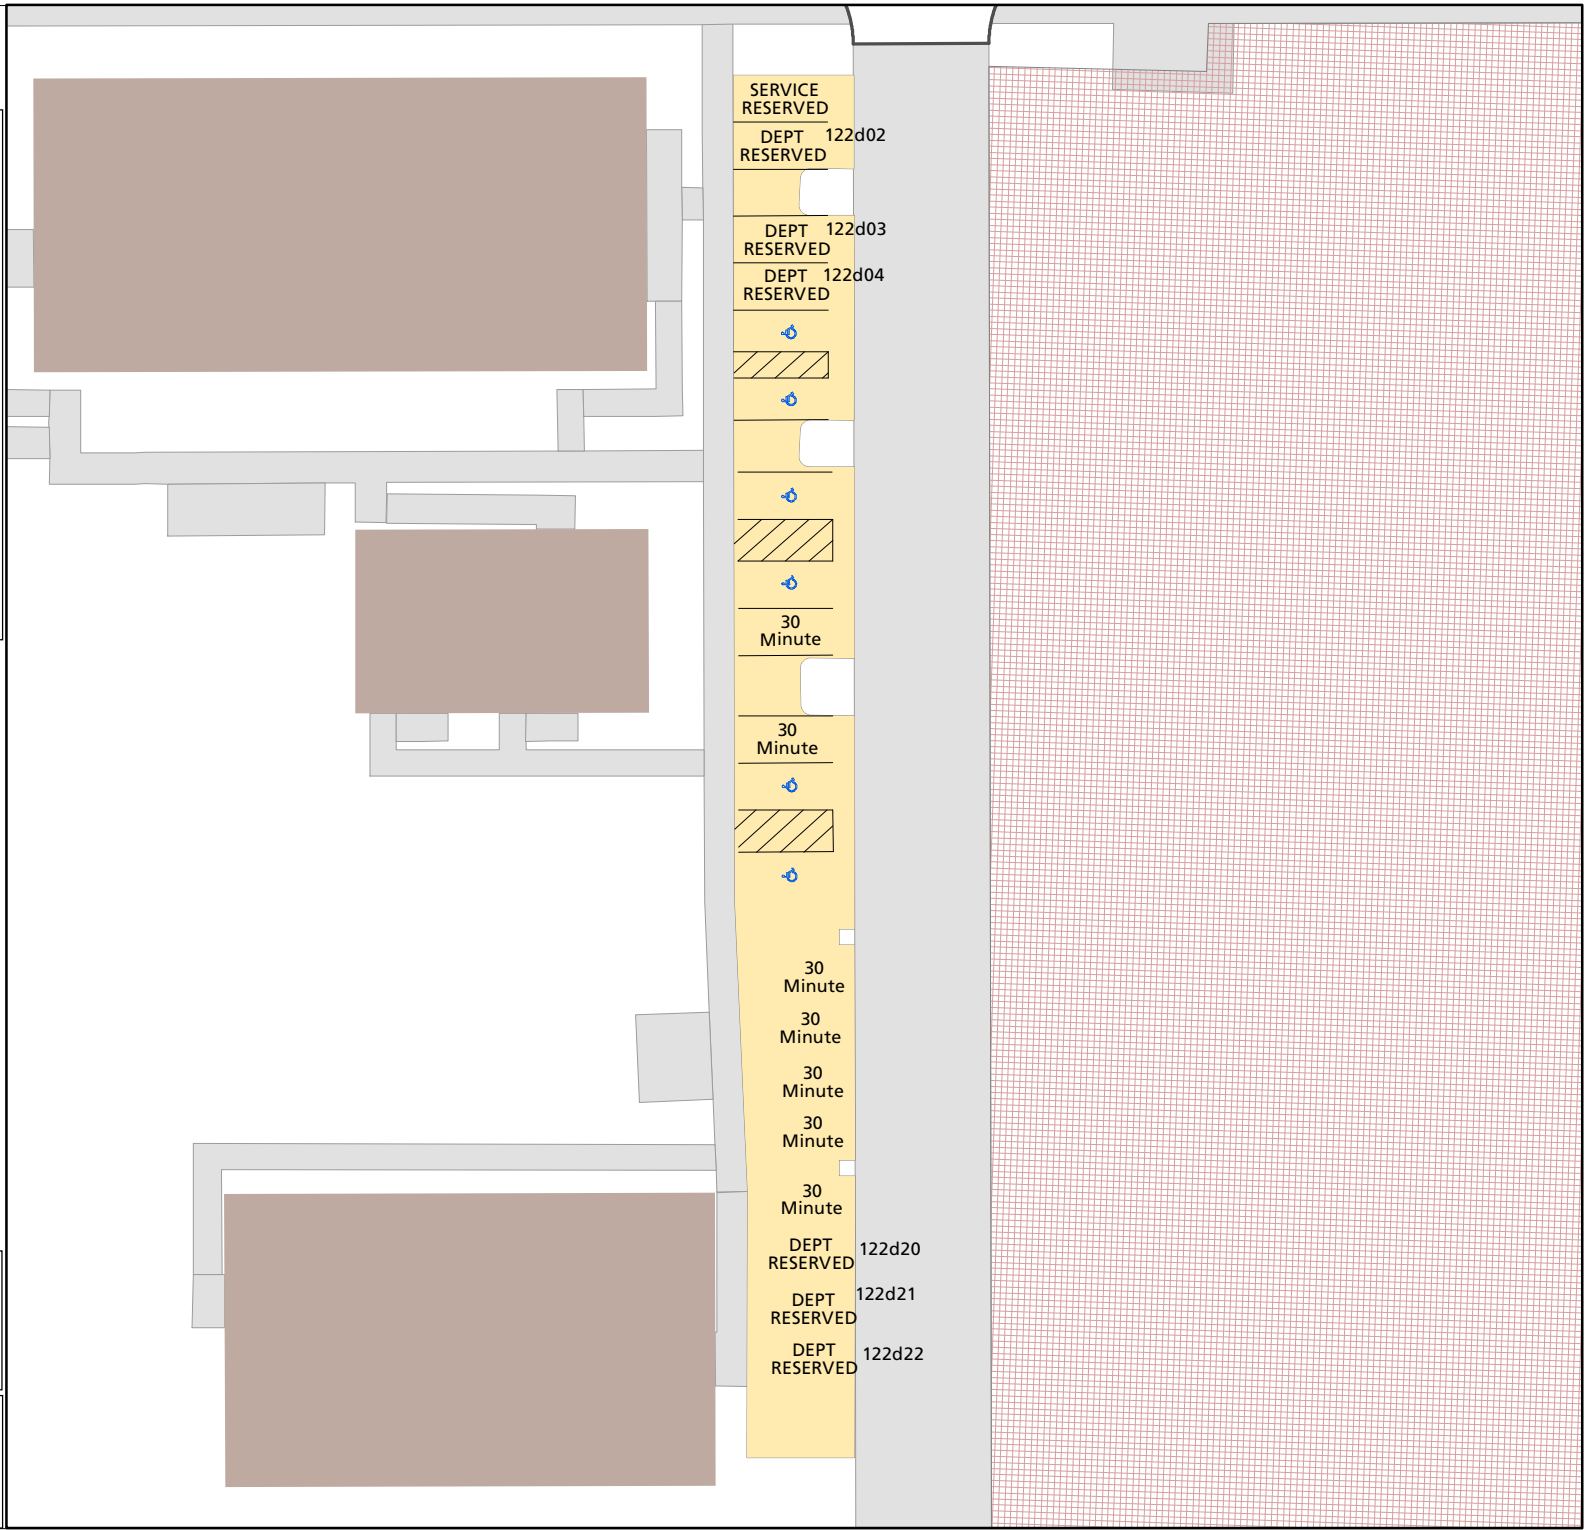 SERVICE
RESERVED
DEPT
RESERVED
122d02
DEPT
RESERVED
122d03
DEPT
RESERVED
122d04
30
Minute
30
Minute
30
Minute
30
Minute
30
Minute
30
Minute
30
Minute
DEPT
RESERVED
122d20
DEPT
RESERVED
122d21
DEPT
RESERVED
122d22